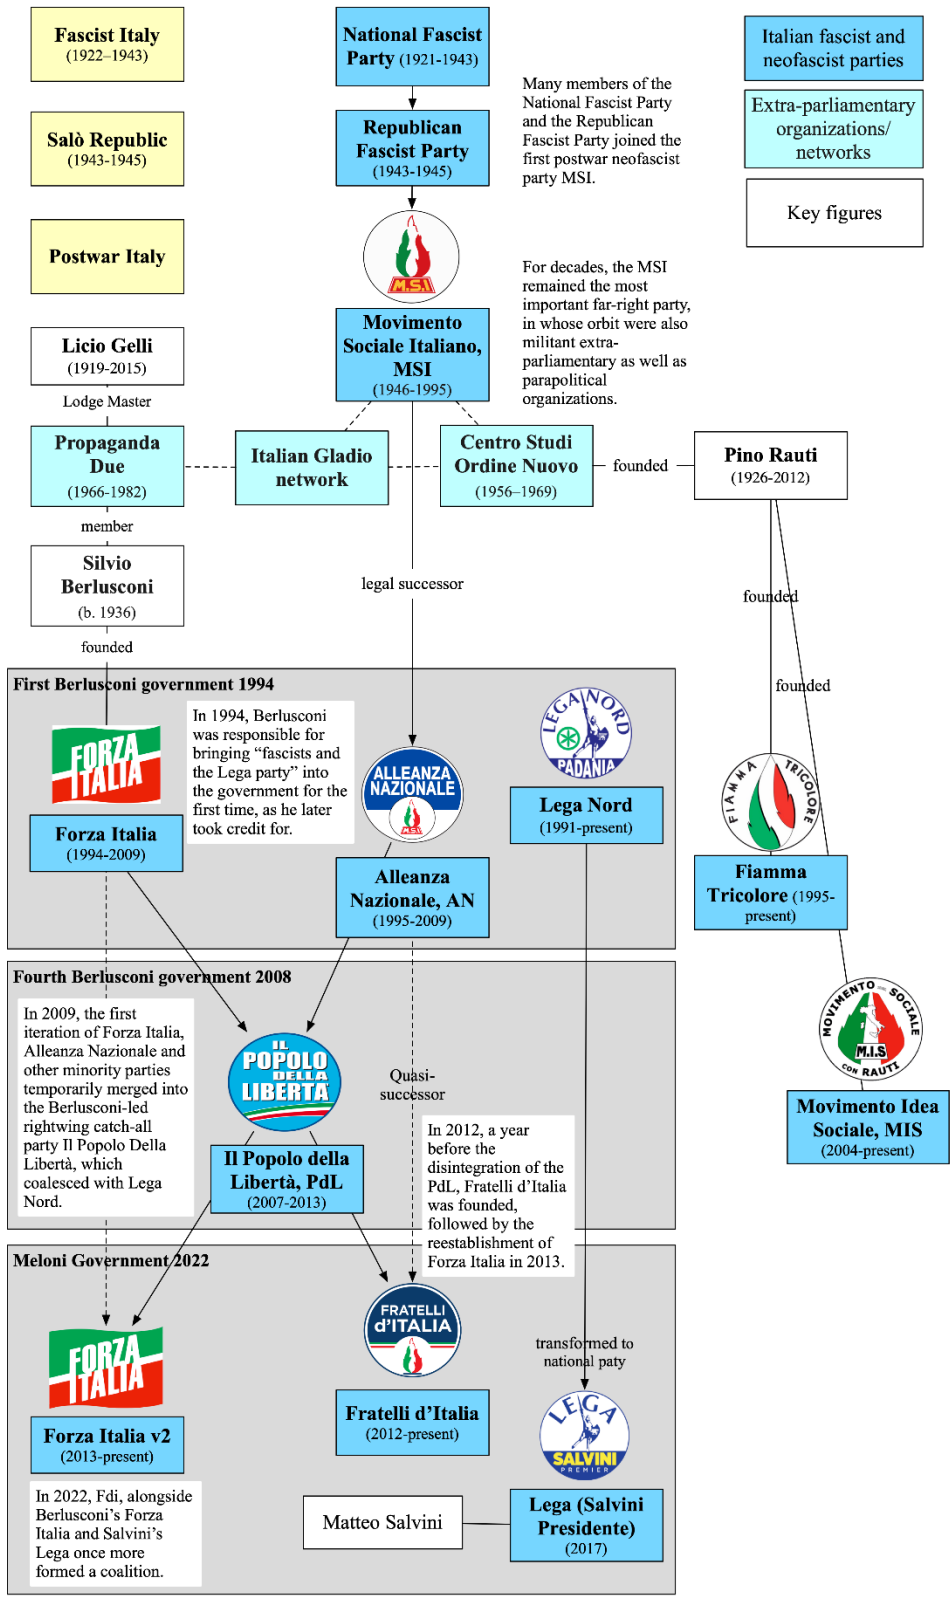 Fascist Italy
(1922–1943)
National Fascist
Party (1921-1943)
Italian fascist and
neofascist parties
Many members of the
National Fascist Party
and the Republican
Fascist Party joined the
first postwar neofascist
party MSI.
Extra-parliamentary
organizations/
networks
Salò Republic
(1943-1945)
Republican
Fascist Party
(1943-1945)
Key figures
Postwar Italy
M.S.I
For decades, the MSI
remained the most
important far-right party,
in whose orbit were also
militant extra-
parliamentary as well as
parapolitical
organizations.
Movimento
Sociale Italiano,
MSI
(1946-1995)
Licio Gelli
(1919-2015)
Lodge Master
Propaganda
Due
(1966-1982)
Italian Gladio
network
Centro Studi
Ordine Nuovo
(1956–1969)
founded
Pino Rauti
(1926-2012)
member
Silvio
Berlusconi
(b. 1936)
legal successor
founded
founded
founded
First Berlusconi government 1994
FORZA
ITALIA
In 1994, Berlusconi
was responsible for
bringing “fascists and
the Lega party” into
the government for the
first time, as he later
took credit for.
ALLEANZA
NAZIONALE
MSI
LEGA NORD
PADANIA
Forza Italia
(1994-2009)
Lega Nord
(1991-present)
FIAMMA TRICOLORE
Alleanza
Nazionale, AN
(1995-2009)
Fiamma
Tricolore (1995-
present)
Fourth Berlusconi government 2008
In 2009, the first
iteration of Forza Italia,
Alleanza Nazionale and
other minority parties
temporarily merged into
the Berlusconi-led
rightwing catch-all
party Il Popolo Della
Libertà, which
coalesced with Lega
Nord.
IL
POPOLO
DELLA
LIBERTA'
Quasi-
successor
MOVIMENTO SOCIALE
M.I.S
CON RAUTI
Il Popolo della
Libertà, PdL
(2007-2013)
In 2012, a year
before the
disintegration of the
PdL, Fratelli d’Italia
was founded,
followed by the
reestablishment of
Forza Italia in 2013.
Movimento Idea
Sociale, MIS
(2004-present)
Meloni Government 2022
FORZA
ITALIA
FRATELLI
d'ITALIA
transformed to
national paty
Forza Italia v2
(2013-present)
Fratelli d’Italia
(2012-present)
LEGA
SALVINI
PREMIER
In 2022, Fdi, alongside
Berlusconi’s Forza
Italia and Salvini’s
Lega once more
formed a coalition.
Matteo Salvini
Lega (Salvini
Presidente)
(2017)